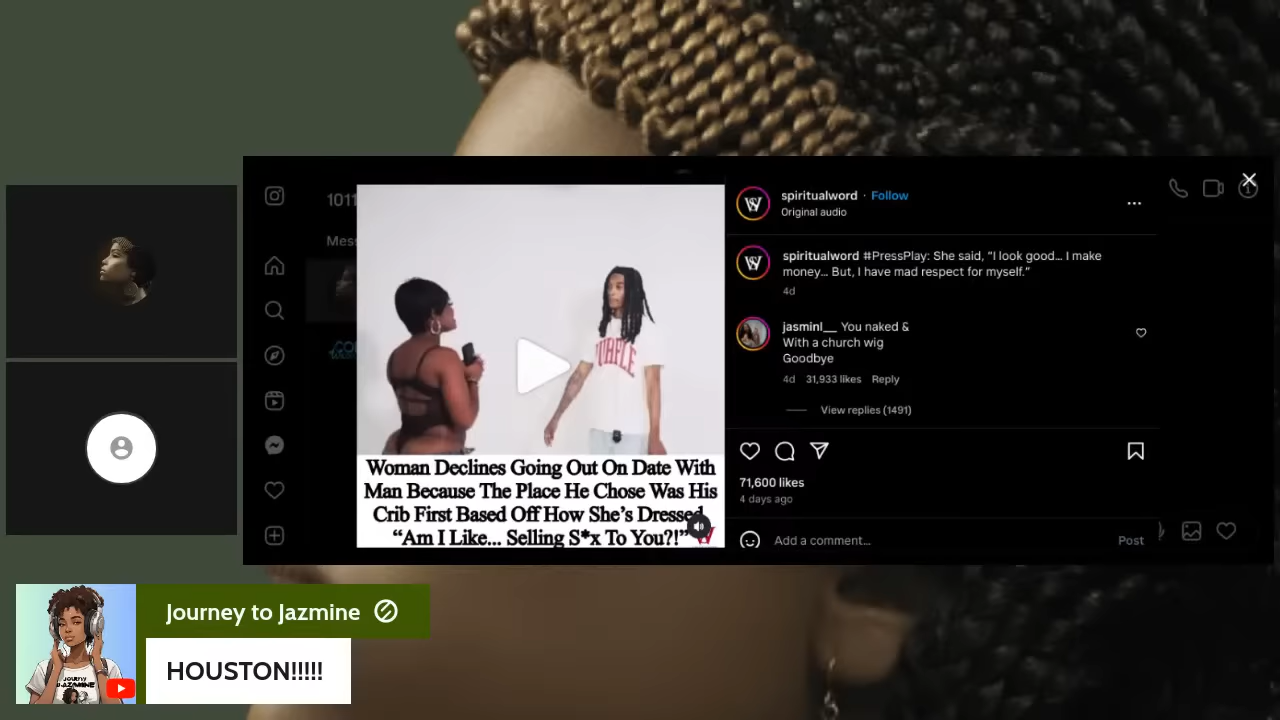 1011
Mess
spiritualword · Follow
Original audio
spiritualword #PressPlay: She said, “I look good… I make
money… But, I have mad respect for myself.”
4d
jasminl__ You naked &
With a church wig
Goodbye
4d 31,933 likes Reply
View replies (1491)
71,600 likes
4 days ago
Add a comment…
Post
Woman Declines Going Out On Date With
Man Because The Place He Chose Was His
Crib First Based Off How She’s Dressed
“Am I Like... Selling S*x To You?!”
Journey to Jazmine
HOUSTON!!!!!